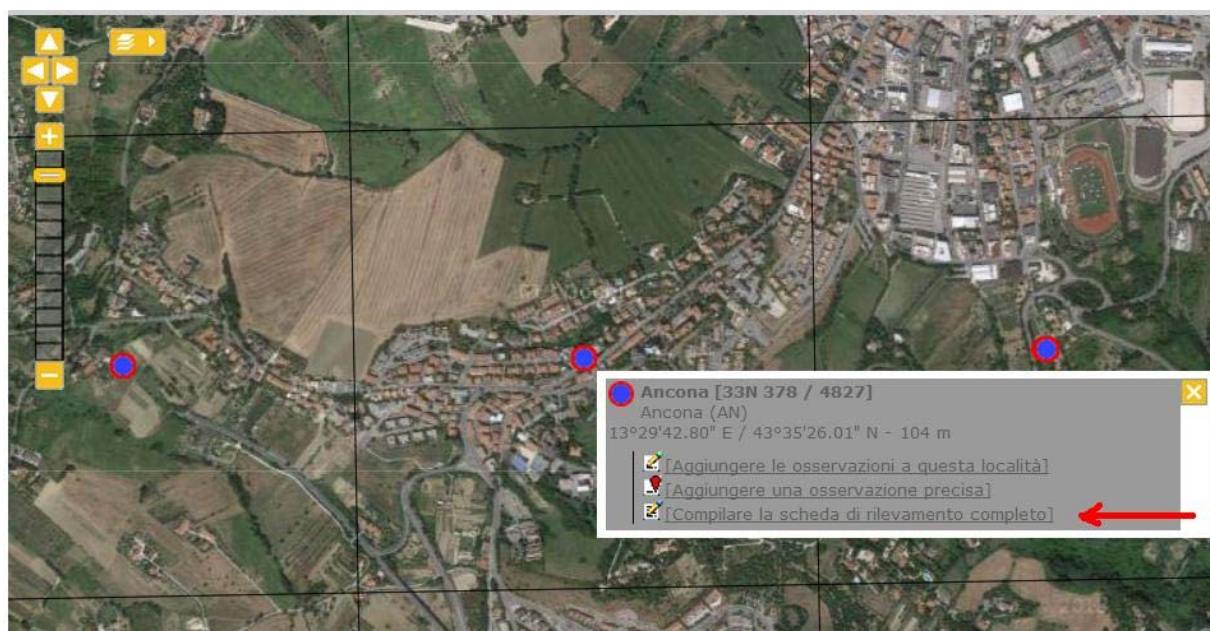 Ancona [33N 378 / 4827]
Ancona (AN)
13°29'42.80" E / 43°35'26.01" N - 104 m
[Aggiungere le osservazioni a questa località]
[Aggiungere una osservazione precisa]
[Compilare la scheda di rilevamento completo]